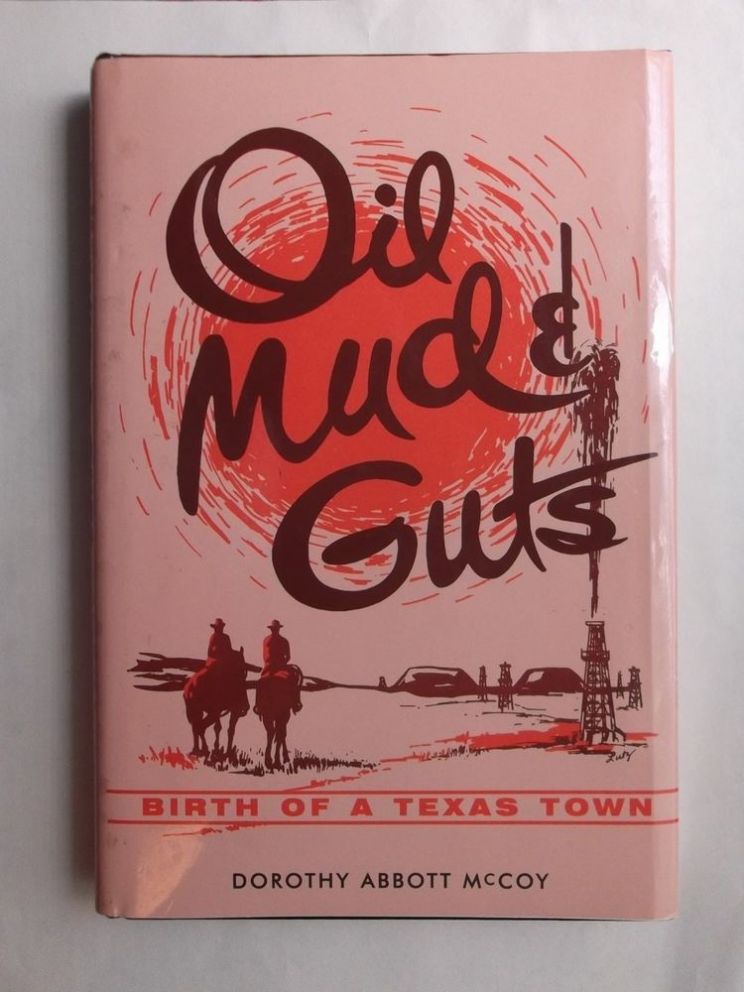 Oil
Mud &
Guts
BIRTH OF A TEXAS TOWN
DOROTHY ABBOTT McCOY